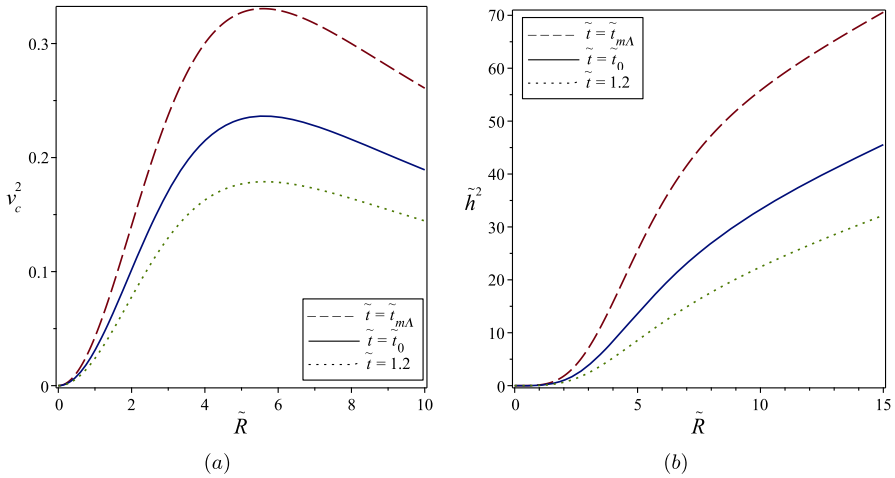 0.3
0.2
v_c^2
0.1
0
0 2 4 6 8 10
R̃
t̃ = t̃_mΛ
t̃ = t̃_0
t̃ = 1.2
(a)
70
60
50
40
h̃^2
30
20
10
0
0 5 10 15
R̃
t̃ = t̃_mΛ
t̃ = t̃_0
t̃ = 1.2
(b)